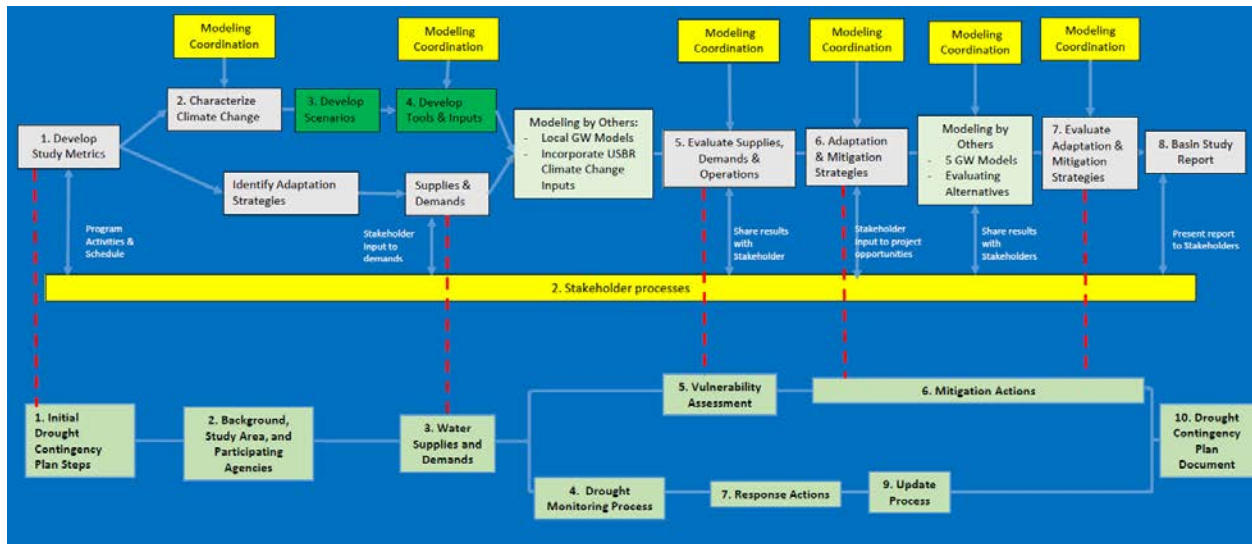 Modeling
Coordination
Modeling
Coordination
Modeling
Coordination
Modeling
Coordination
Modeling
Coordination
Modeling
Coordination
1. Develop
Study Metrics
2. Characterize
Climate Change
3. Develop
Scenarios
4. Develop
Tools & Inputs
Identify Adaptation
Strategies
Supplies &
Demands
Modeling by Others:
- Local GW Models
- Incorporate USBR
Climate Change
Inputs
5. Evaluate Supplies,
Demands &
Operations
6. Adaptation
& Mitigation
Strategies
Modeling by
Others
- 5 GW Models
- Evaluating
Alternatives
7. Evaluate
Adaptation &
Mitigation
Strategies
8. Basin Study
Report
Program
Activities &
Schedule
Stakeholder
Input to
demands
Share results
with
Stakeholder
Stakeholder
Input to project
opportunities
Share results
with
Stakeholders
Present report
to Stakeholders
2. Stakeholder processes
1. Initial
Drought
Contingency
Plan Steps
2. Background,
Study Area, and
Participating
Agencies
3. Water
Supplies and
Demands
5. Vulnerability
Assessment
6. Mitigation Actions
4. Drought
Monitoring Process
7. Response Actions
9. Update
Process
10. Drought
Contingency
Plan
Document